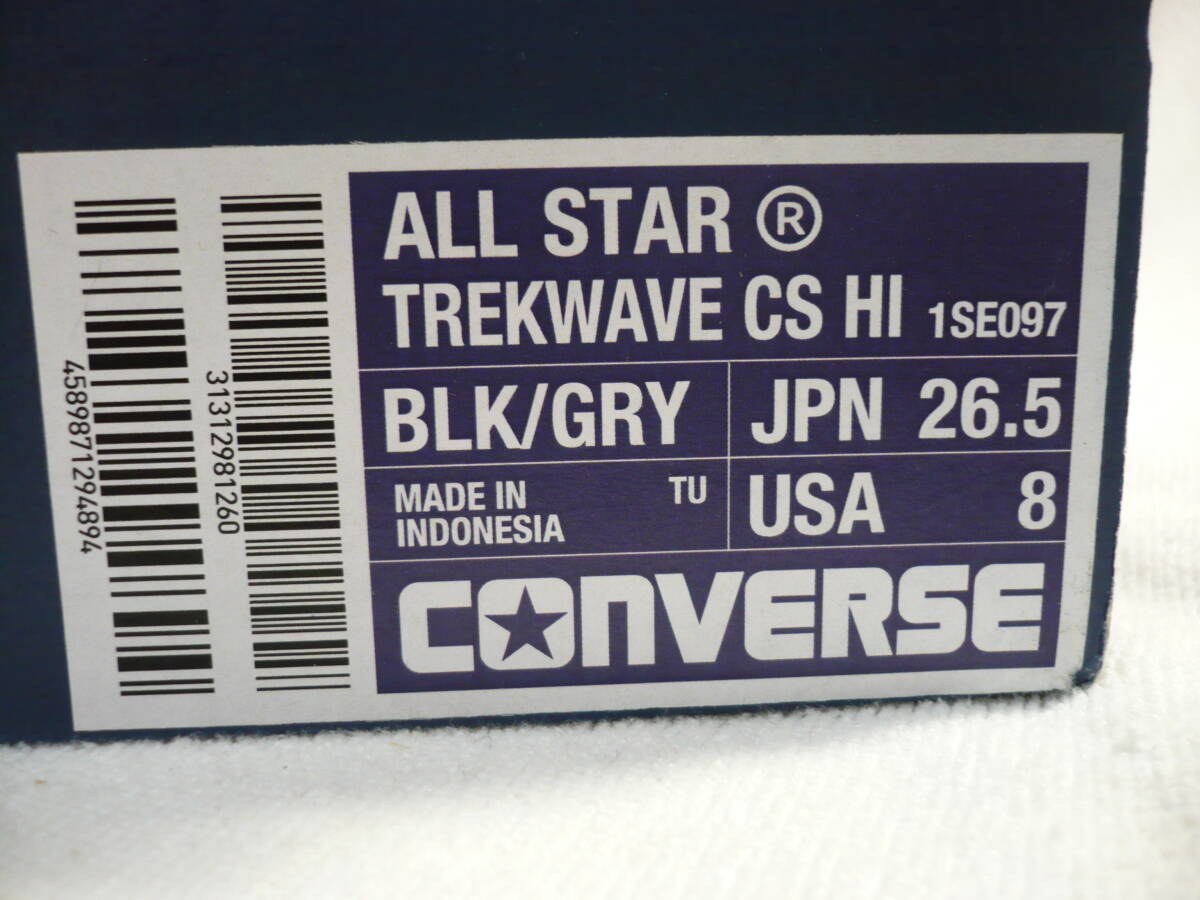 ALL STAR ®
TREKWAVE CS HI 1SE097
BLK/GRY
JPN 26.5
MADE IN INDONESIA
TU
USA 8
CONVERSE
4589871294894
31312981260